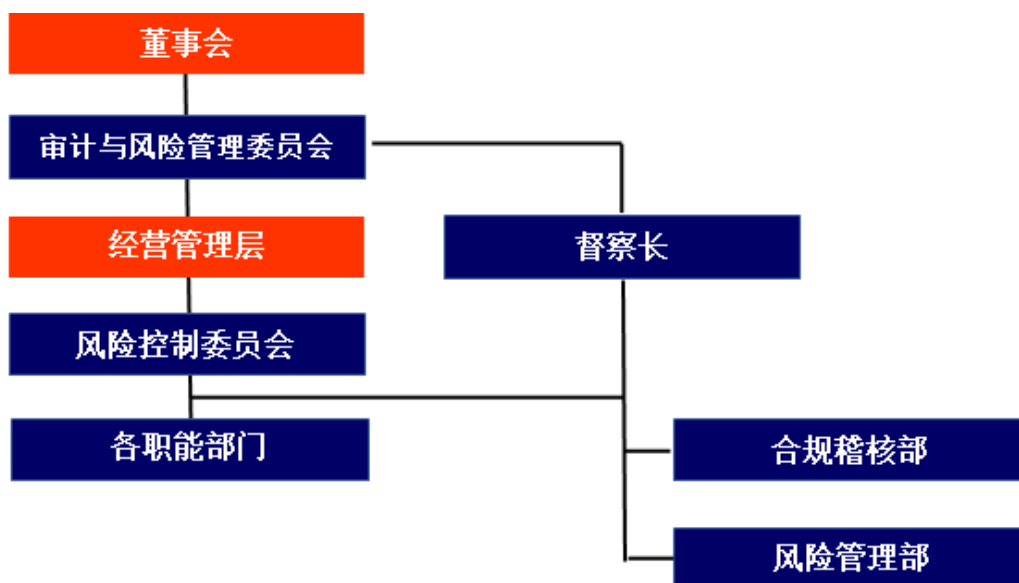 董事会
审计与风险管理委员会
经营管理层
督察长
风险控制委员会
各职能部门
合规稽核部
风险管理部